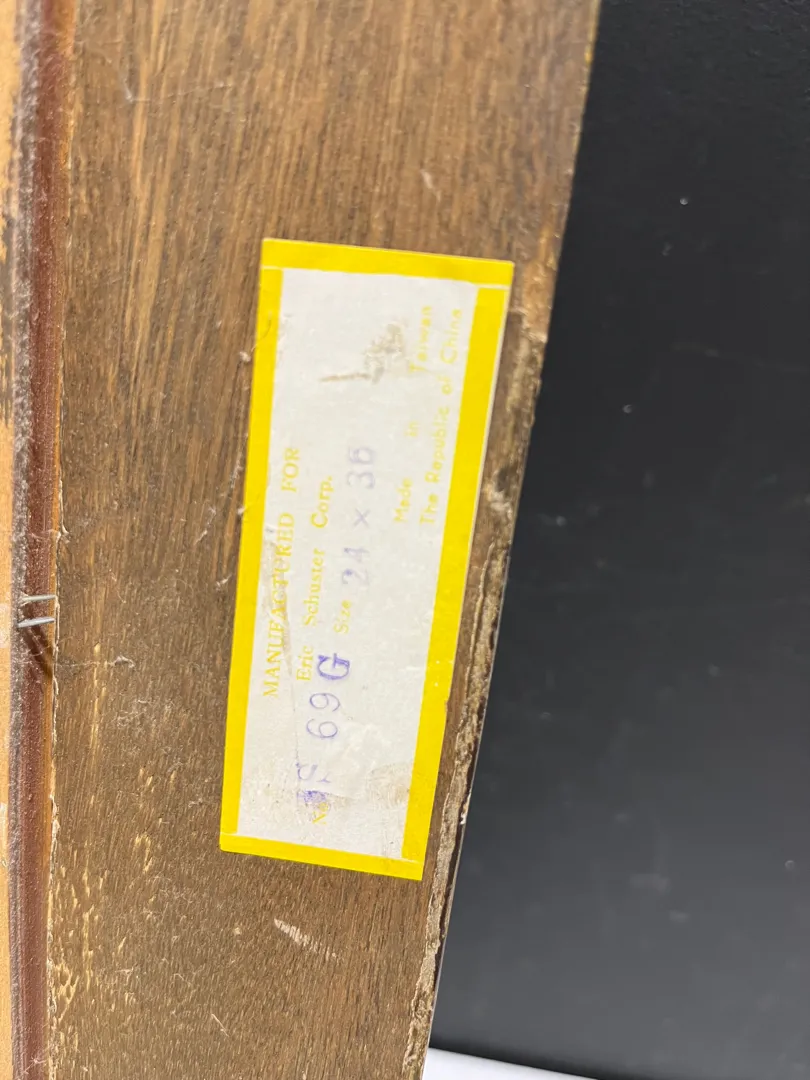 MANUFACTURED FOR
Eric Schuster Corp.
69G Size 24 x 36
Made in Taiwan
The Republic of China